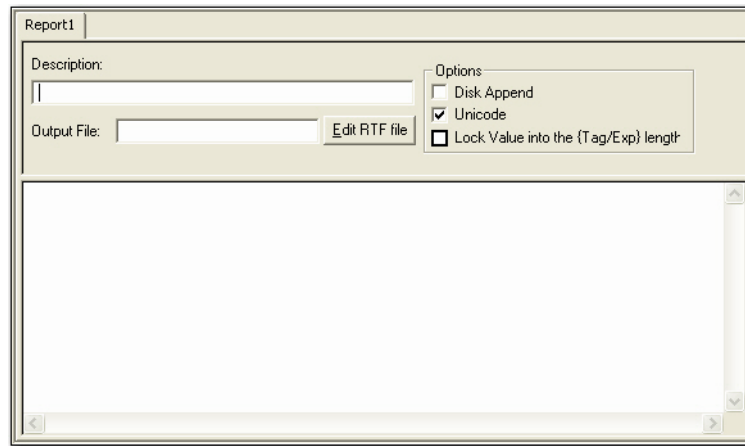 Report1
Description:
Output File:
Edit RTF file
Options
Disk Append
Unicode
Lock Value into the {Tag/Exp} length